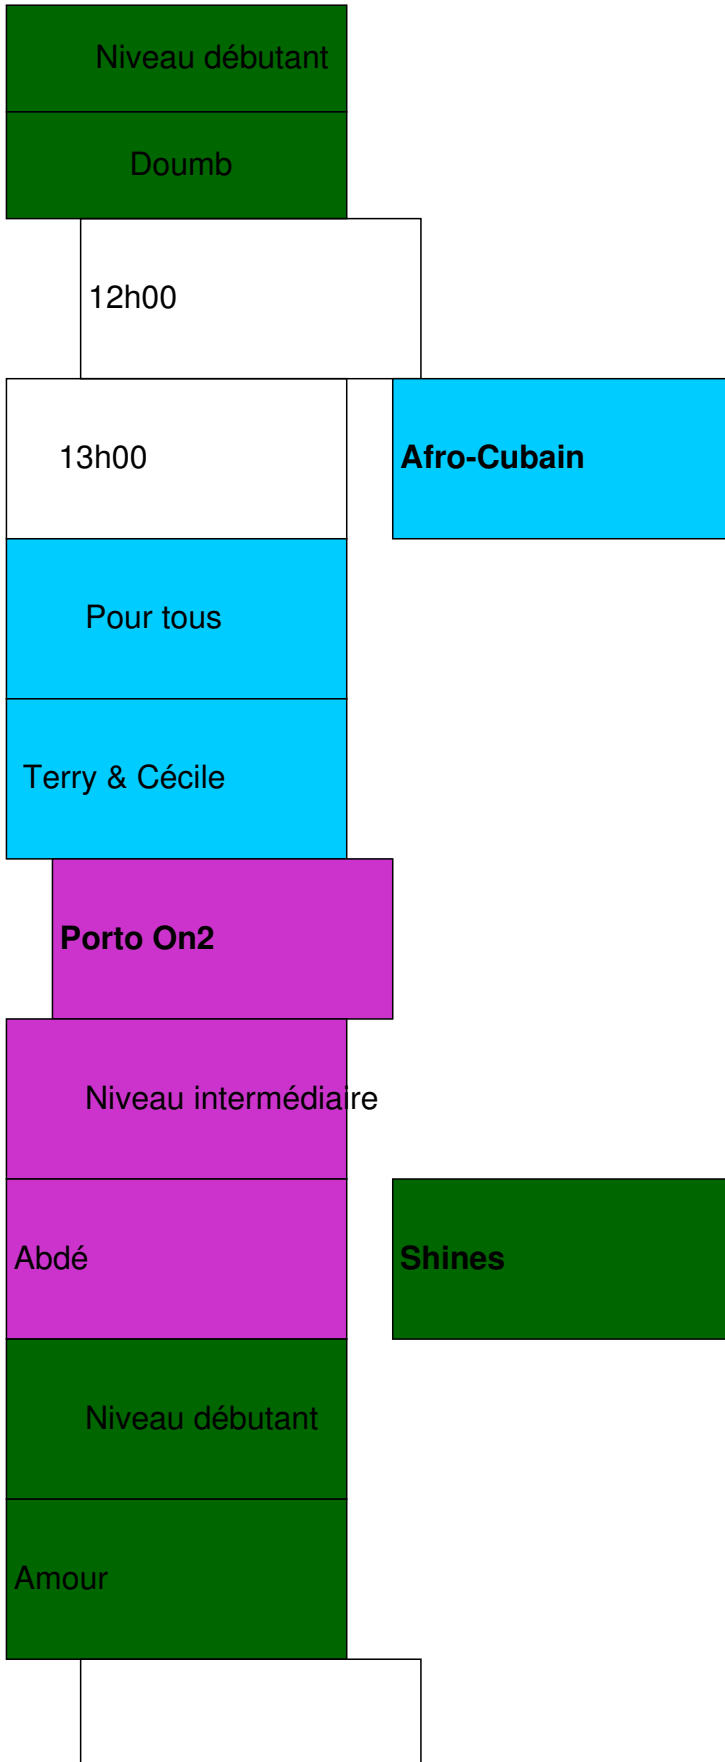 Niveau débutant
Doumb
12h00
13h00
Afro-Cubain
Pour tous
Terry & Cécile
Porto On2
Niveau intermédiaire
Abdé
Shines
Niveau débutant
Amour